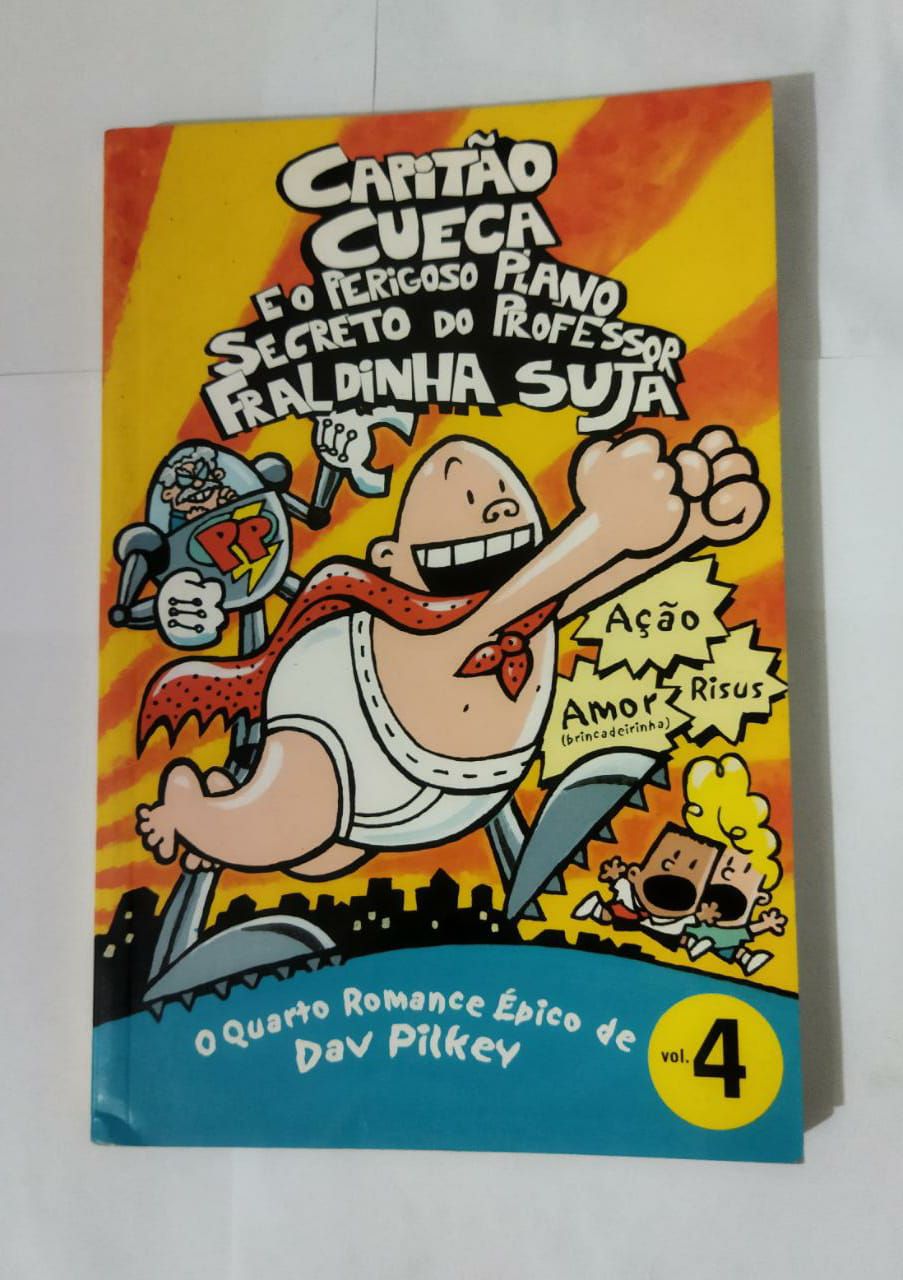 CAPITÃO
CUECA
E O PERIGOSO PLANO
SECRETO DO PROFESSOR
FRALDINHA SUJA
PP
Ação
Risus
Amor
(brincadeirinha)
O Quarto Romance Épico de
Dav Pilkey
vol. 4